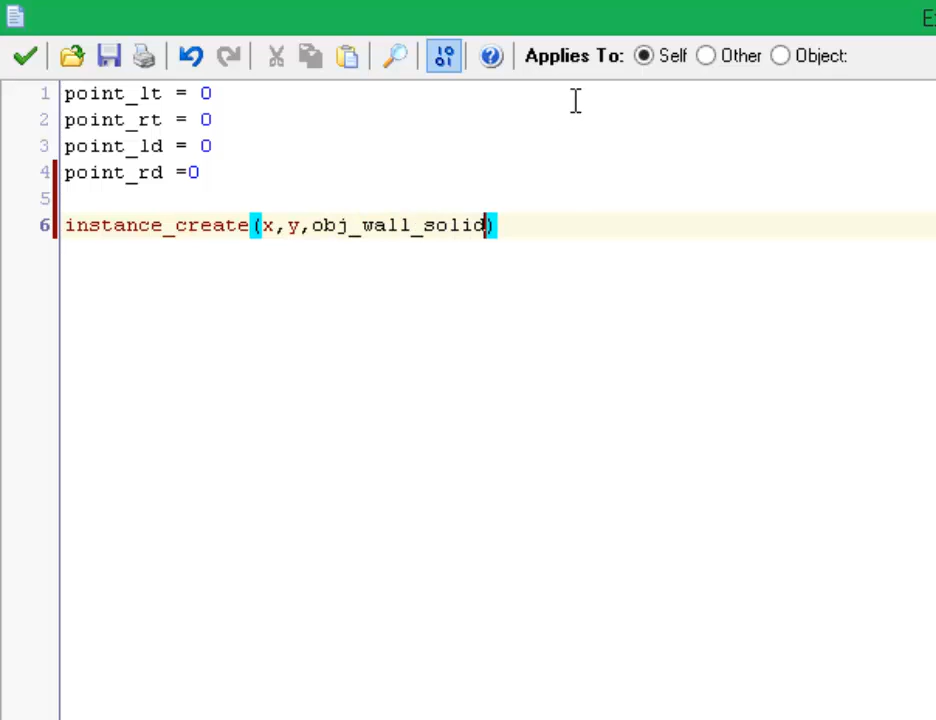 E
Applies To: Self Other Object:
1 point_lt = 0
2 point_rt = 0
3 point_ld = 0
4 point_rd =0
5
6 instance_create(x,y,obj_wall_solid)